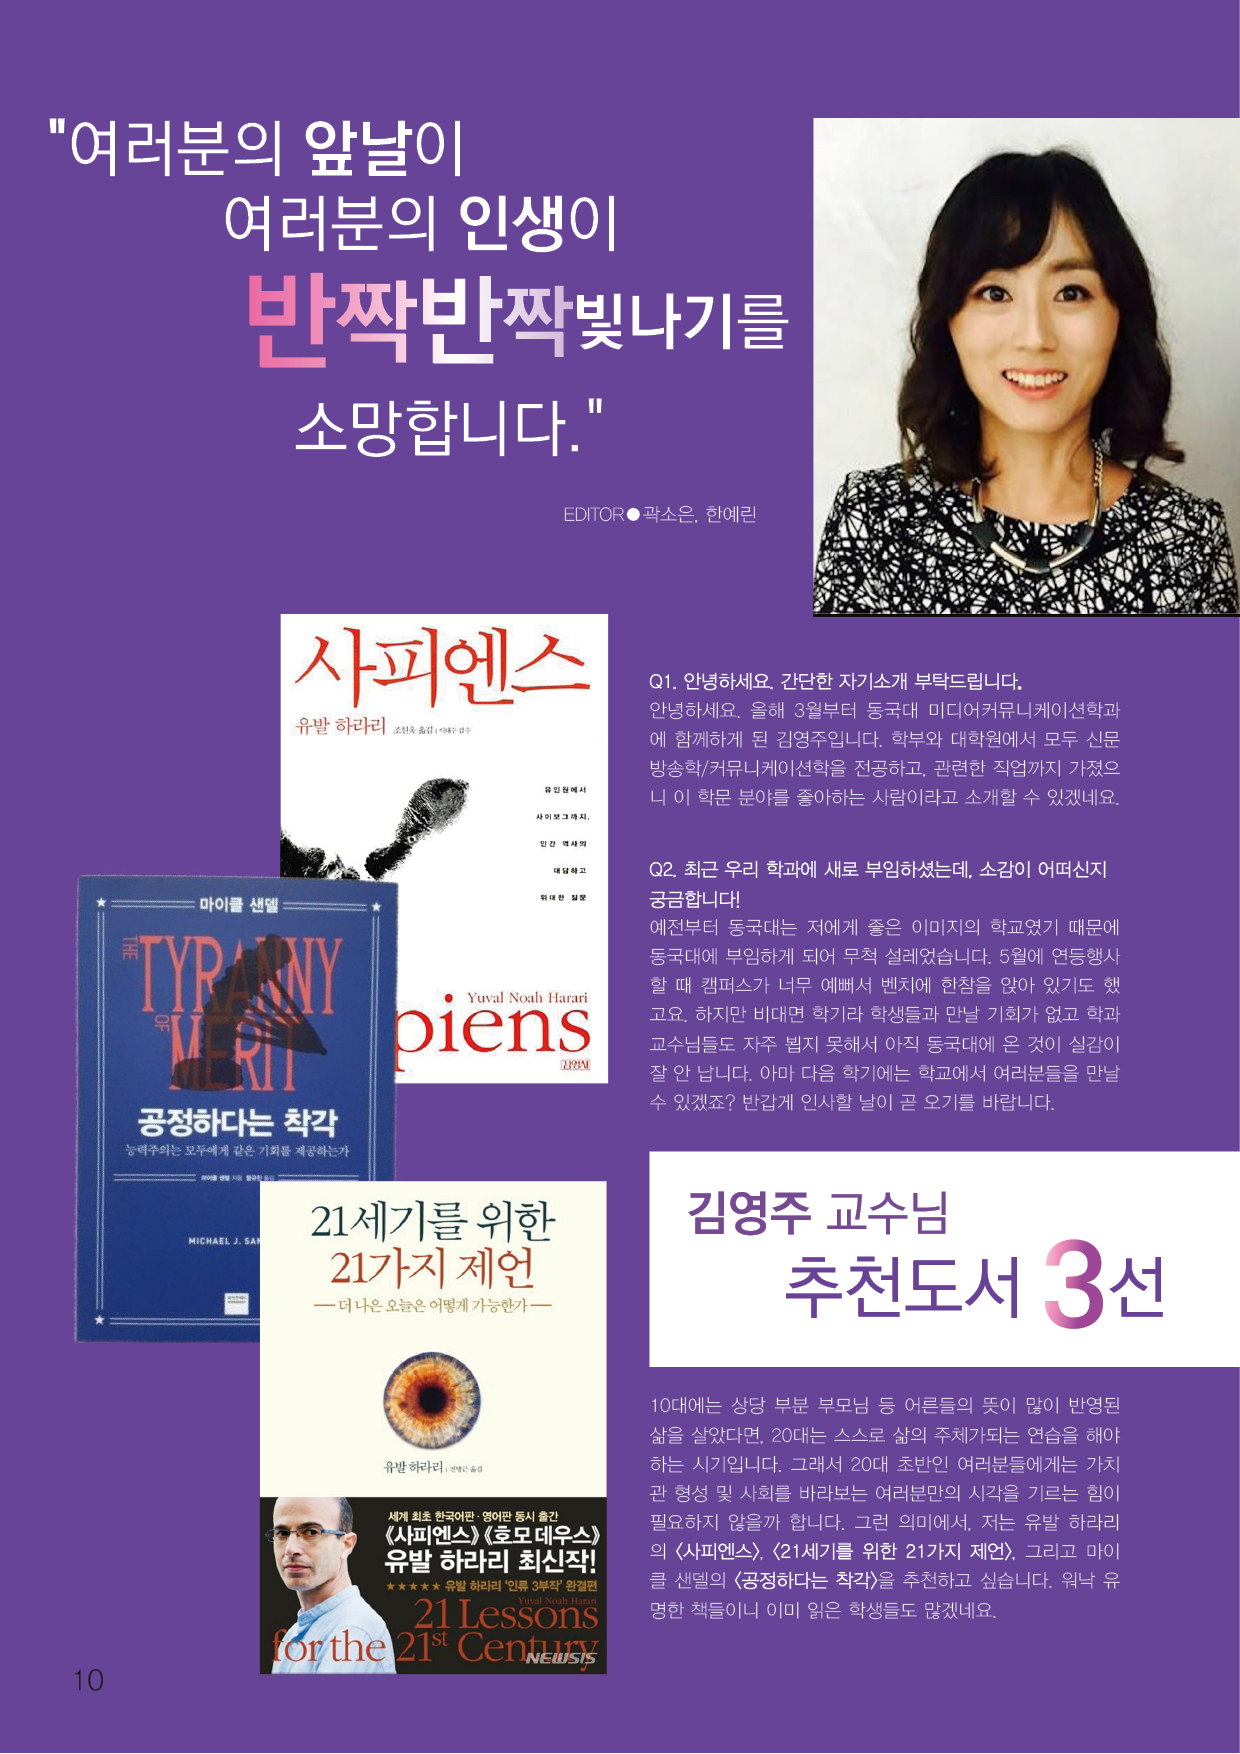 "여러분의 앞날이
여러분의 인생이
반짝반짝빛나기를
소망합니다."
EDITOR●곽소은, 한예린
사피엔스
유발 하라리 조현욱 옮김 | 이태수 감수
유인원에서
사이보그까지,
인간 역사의
대담하고
위대한 질문
Yuval Noah Harari
piens
김영사
마이클 샌델
THE
TYRANNY
OF
MERIT
공정하다는 착각
능력주의는 모두에게 같은 기회를 제공하는가
마이클 샌델 지음 함규진 옮김
MICHAEL J. SAN
21세기를 위한
21가지 제언
더 나은 오늘은 어떻게 가능한가
유발 하라리 | 전병근 옮김
세계 최초 한국어판·영어판 동시 출간
《사피엔스》《호모 데우스》
유발 하라리 최신작!
★★★★★ 유발 하라리 '인류 3부작' 완결편
Yuval Noah Harari
21 Lessons
for the 21st Century
NEWSIS
Q1. 안녕하세요. 간단한 자기소개 부탁드립니다.
안녕하세요. 올해 3월부터 동국대 미디어커뮤니케이션학과
에 함께하게 된 김영주입니다. 학부와 대학원에서 모두 신문
방송학/커뮤니케이션학을 전공하고, 관련한 직업까지 가졌으
니 이 학문 분야를 좋아하는 사람이라고 소개할 수 있겠네요.
Q2. 최근 우리 학과에 새로 부임하셨는데, 소감이 어떠신지
궁금합니다!
예전부터 동국대는 저에게 좋은 이미지의 학교였기 때문에
동국대에 부임하게 되어 무척 설레었습니다. 5월에 연등행사
할 때 캠퍼스가 너무 예뻐서 벤치에 한참을 앉아 있기도 했
고요. 하지만 비대면 학기라 학생들과 만날 기회가 없고 학과
교수님들도 자주 뵙지 못해서 아직 동국대에 온 것이 실감이
잘 안 납니다. 아마 다음 학기에는 학교에서 여러분들을 만날
수 있겠죠? 반갑게 인사할 날이 곧 오기를 바랍니다.
김영주 교수님
추천도서 3선
10대에는 상당 부분 부모님 등 어른들의 뜻이 많이 반영된
삶을 살았다면, 20대는 스스로 삶의 주체가되는 연습을 해야
하는 시기입니다. 그래서 20대 초반인 여러분들에게는 가치
관 형성 및 사회를 바라보는 여러분만의 시각을 기르는 힘이
필요하지 않을까 합니다. 그런 의미에서, 저는 유발 하라리
의 〈사피엔스〉, 〈21세기를 위한 21가지 제언〉, 그리고 마이
클 샌델의 〈공정하다는 착각〉을 추천하고 싶습니다. 워낙 유
명한 책들이니 이미 읽은 학생들도 많겠네요.
10